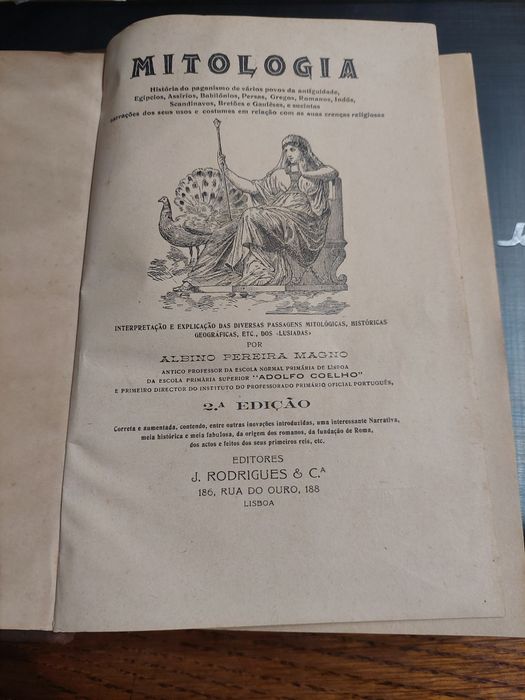 MITOLOGIA
História do paganismo de vários povos da antiguidade,
Egípcios, Assírios, Babilónios, Persas, Gregos, Romanos, Indús,
Scandinavos, Bretões e Gauleses, e sucintas
narrações dos seus usos e costumes em relação com as suas crenças religiosas
INTERPRETAÇÃO E EXPLICAÇÃO DAS DIVERSAS PASSAGENS MITOLÓGICAS, HISTÓRICAS
GEOGRÁFICAS, ETC., DOS «LUSIADAS»
POR
ALBINO PEREIRA MAGNO
ANTIGO PROFESSOR DA ESCOLA NORMAL PRIMÁRIA DE LISBOA
DA ESCOLA PRIMÁRIA SUPERIOR "ADOLFO COELHO"
E PRIMEIRO DIRECTOR DO INSTITUTO DO PROFESSORADO PRIMÁRIO OFICIAL PORTUGUÊS,
2.ª EDIÇÃO
Correta e aumentada, contendo, entre outras inovações introduzidas, uma interessante Narrativa,
meia histórica e meia fabulosa, da origem dos romanos, da fundação de Roma,
dos actos e feitos dos seus primeiros reis, etc.
EDITORES
J. RODRIGUES & C.ª
186, RUA DO OURO, 188
LISBOA